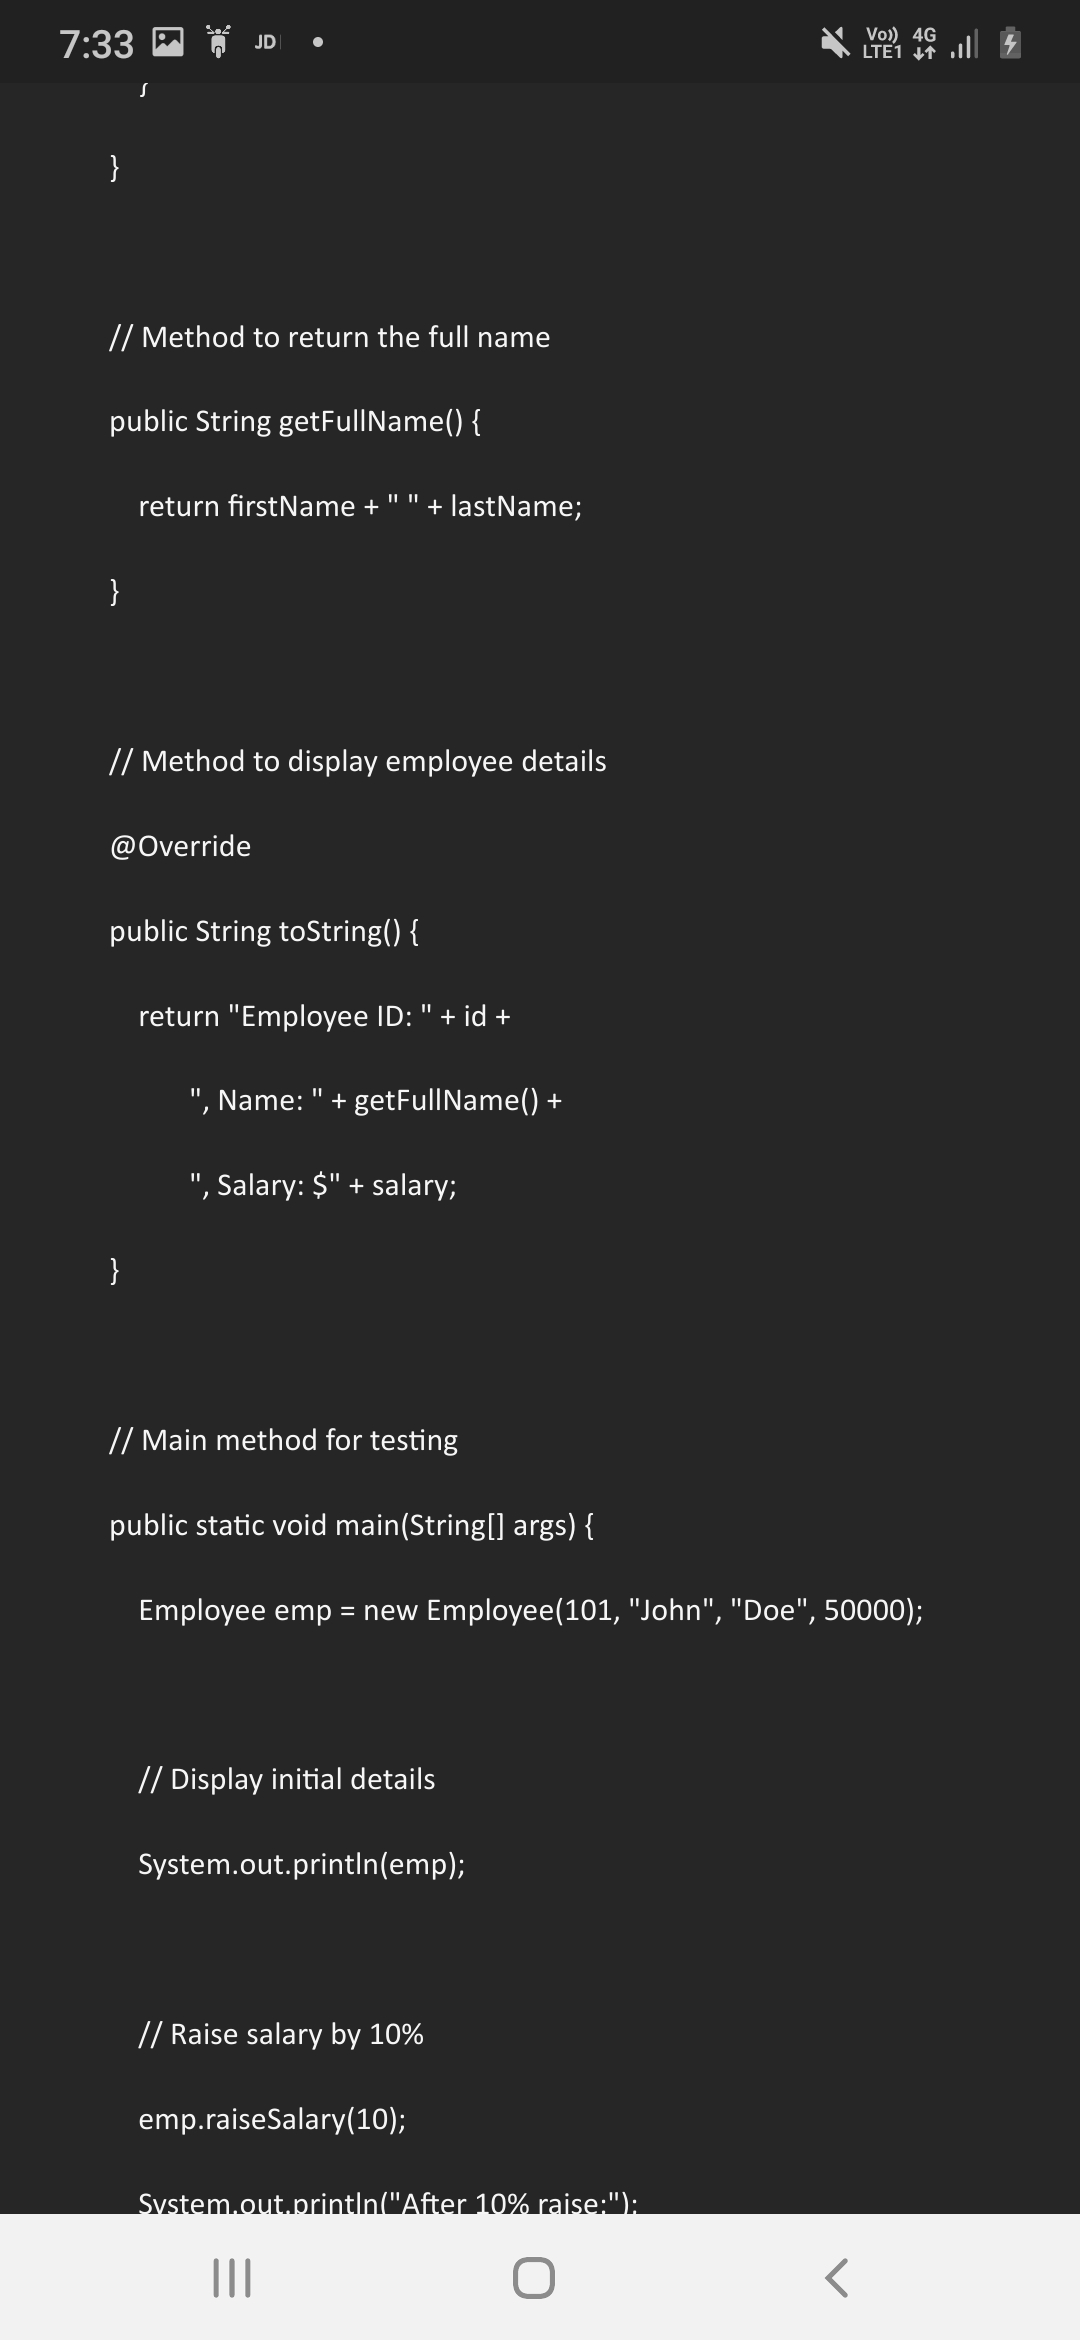 7:33 JD Vo)) LTE1 4G
}
}
// Method to return the full name
public String getFullName() {
return firstName + " " + lastName;
}
// Method to display employee details
@Override
public String toString() {
return "Employee ID: " + id +
", Name: " + getFullName() +
", Salary: $" + salary;
}
// Main method for testing
public static void main(String[] args) {
Employee emp = new Employee(101, "John", "Doe", 50000);
// Display initial details
System.out.println(emp);
// Raise salary by 10%
emp.raiseSalary(10);
System.out.println("After 10% raise:");